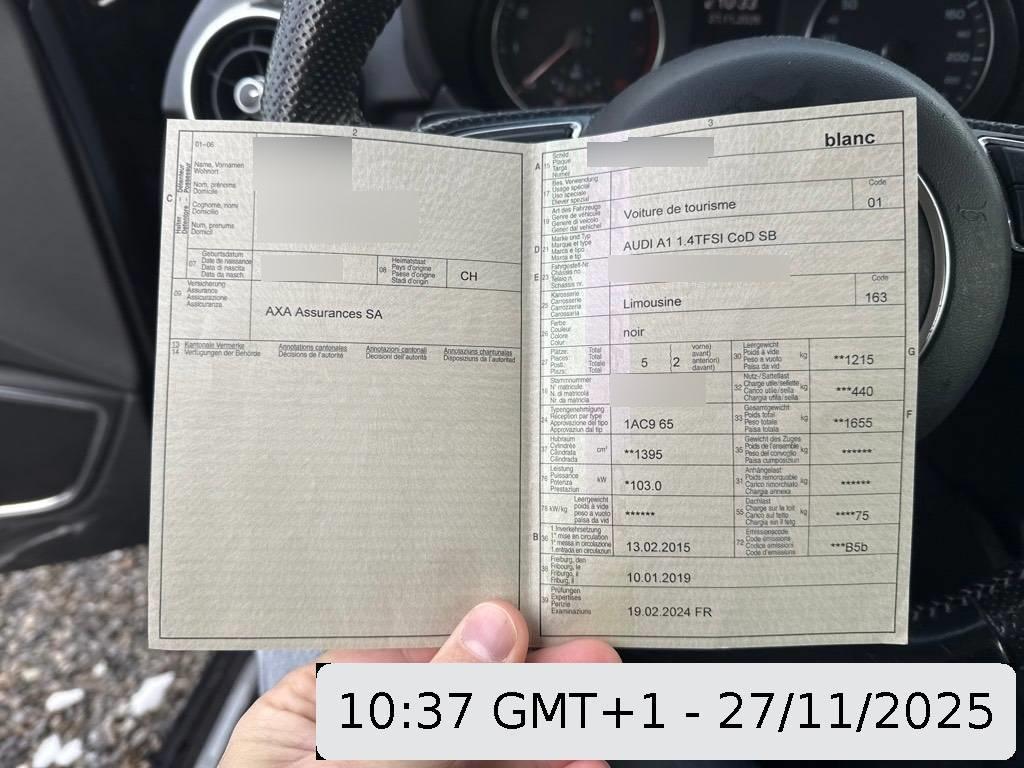 2
01-06
Name, Vornamen
Wohnort
Nom, prénoms
Domicile
Cognome, nomi
Domicilio
Num, prenums
Domicil
C
Halter - Détenteur
Detentore - Possessur
07
Geburtsdatum
Date de naissance
Data di nascita
Data da nasch.
08
Heimatstaat
Pays d'origine
Paese d'origine
Stadi d'origin
CH
09
Versicherung
Assurance
Assicurazione
Assicuranza
AXA Assurances SA
13 Kantonale Vermerke Annotations cantonales Annotazioni cantonali Annotaziuns chantunalas
14 Verfügungen der Behörde Décisions de l'autorité Decisioni dell'autorità Disposiziuns da l'autoritad
3
A 15
Schild
Plaque
Targa
Numer
blanc
17
Bes. Verwendung
Usage spécial
Uso speciale
Diever spezial
19
Art des Fahrzeugs
Genre de véhicule
Genere di veicolo
Gener dal vehichel
Voiture de tourisme
Code
01
D 21
Marke und Typ
Marque et type
Marca e tipo
Marca e tip
AUDI A1 1.4TFSI CoD SB
E 23
Fahrgestell-Nr.
Châssis no
Telaio n.
Schassis nr.
25
Karosserie
Carrosserie
Carrozzeria
Carossaria
Limousine
Code
163
26
Farbe
Couleur
Colore
Colur
noir
27
Plätze: Total
Places: Total
Posti: Total
Plazs: Total
5 {2
vorne)
avant)
anteriori)
davant)
30
Leergewicht
Poids à vide
Peso a vuoto
Paisa da vid
kg
**1215
G
18
Stammnummer
N° matricule
N. di matricola
Nr. da matricla
32
Nutz-/Sattellast
Charge utile/sellette
Carico utile/sella
Chargia utila/sella
kg
***440
24
Typengenehmigung
Réception par type
Approvazione del tipo
Approvaziun dal tip
1AC9 65
33
Gesamtgewicht
Poids total
Peso totale
Paisa totala
kg
**1655
F
37
Hubraum
Cylindrée
Cilindrata
Cilindrada
cm³
**1395
35
Gewicht des Zuges
Poids de l'ensemble
Peso del convoglio
Paisa cumposiziun
kg
******
76
Leistung
Puissance
Potenza
Prestaziun
kW
*103.0
31
Anhängelast
Poids remorquable
Carico rimorchiato
Chargia annexa
kg
******
78 kW/kg
Leergewicht
poids à vide
peso a vuoto
paisa da vid
******
55
Dachlast
Charge sur le toit
Carico sul tetto
Chargia sin il tetg
kg
****75
B 36
1. Inverkehrsetzung
1re mise en circulation
1a messa in circolazione
1. entrada en circulaziun
13.02.2015
72
Emissionscode
Code émissions
Codice emissioni
Code d'emissiuns
***B5b
38
Freiburg, den
Fribourg, le
Friburgo, il
Friburg, il
10.01.2019
39
Prüfungen
Expertises
Perizie
Examinaziuns
19.02.2024 FR
10:37 GMT+1 - 27/11/2025